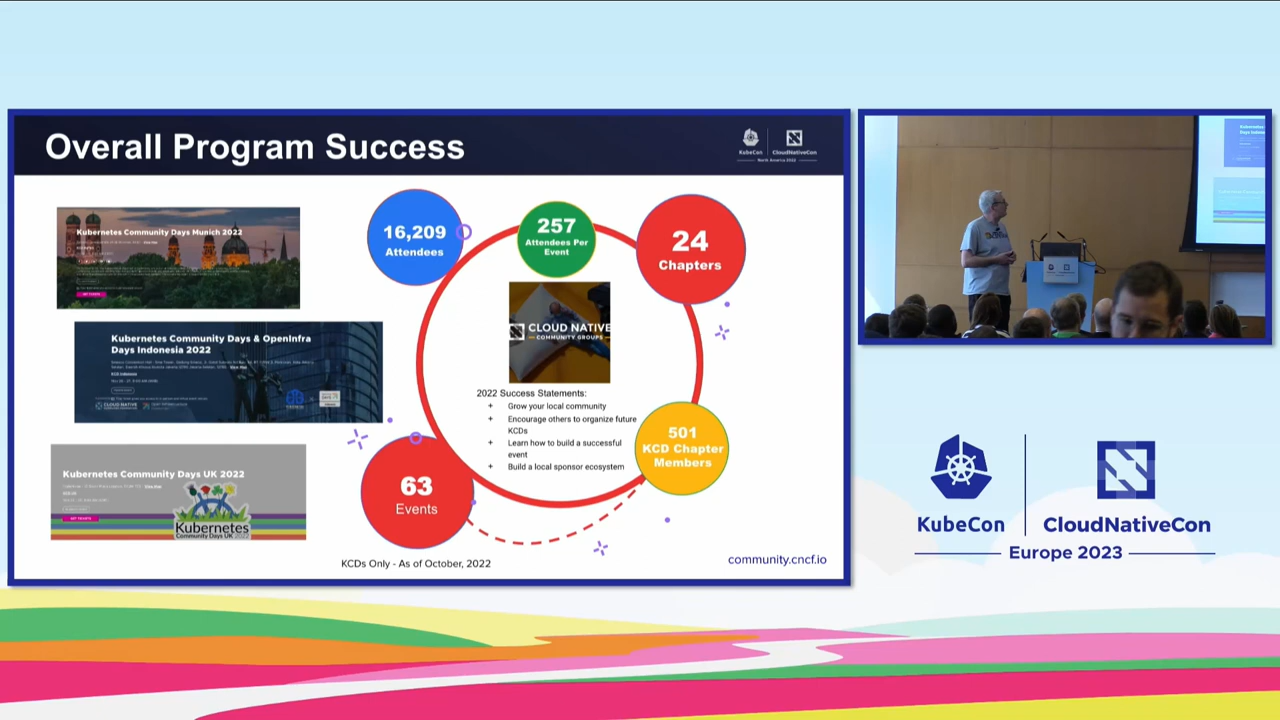 Overall Program Success
KubeCon
CloudNativeCon
North America 2022
Kubernetes Community Days Munich 2022
Kubernetes Community Days & OpenInfra
Days Indonesia 2022
Kubernetes Community Days UK 2022
Kubernetes
Community Days UK 2022
16,209
Attendees
257
Attendees Per
Event
24
Chapters
CLOUD NATIVE
COMMUNITY GROUPS
2022 Success Statements:
+ Grow your local community
+ Encourage others to organize future
KCDs
+ Learn how to build a successful
event
+ Build a local sponsor ecosystem
501
KCD Chapter
Members
63
Events
KCDs Only - As of October, 2022
community.cncf.io
KubeCon
CloudNativeCon
Europe 2023